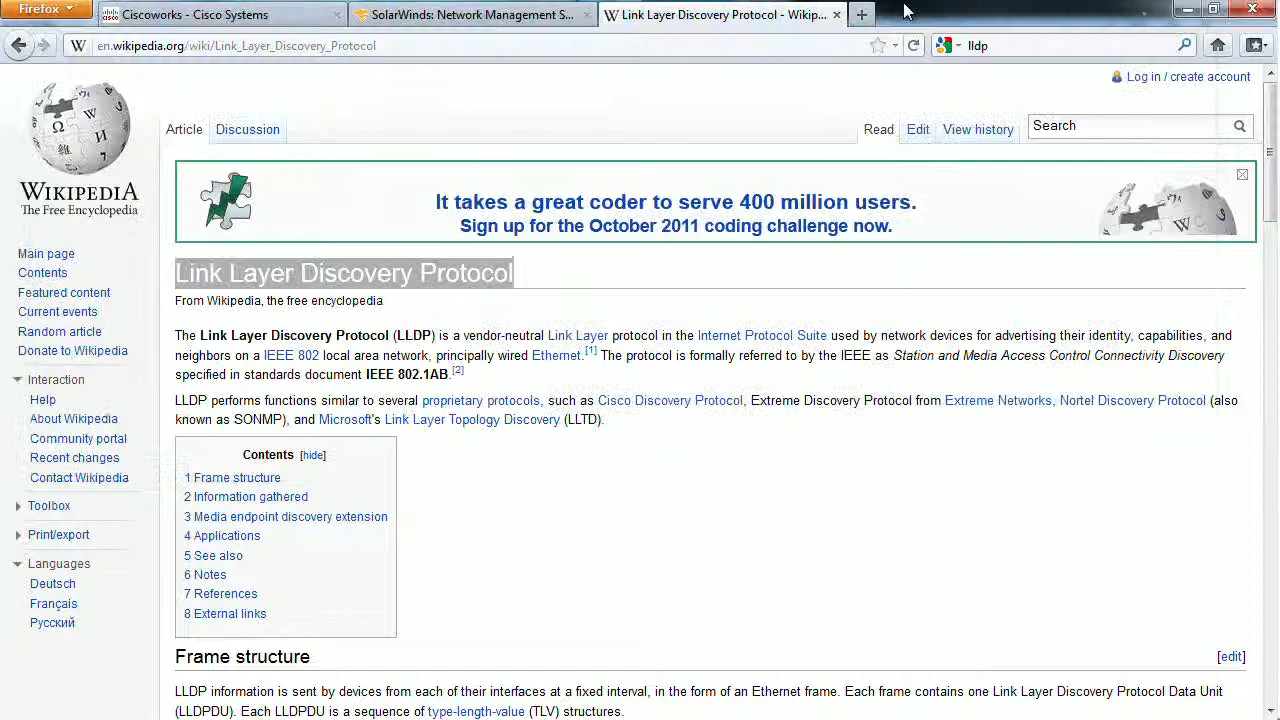 Firefox
Ciscoworks - Cisco Systems
SolarWinds: Network Management S...
Link Layer Discovery Protocol - Wikip...
en.wikipedia.org/wiki/Link_Layer_Discovery_Protocol
lldp
Log in / create account
Article
Discussion
Read
Edit
View history
Search
WIKIPEDIA
The Free Encyclopedia
It takes a great coder to serve 400 million users.
Sign up for the October 2011 coding challenge now.
Main page
Contents
Featured content
Current events
Random article
Donate to Wikipedia
Interaction
Help
About Wikipedia
Community portal
Recent changes
Contact Wikipedia
Toolbox
Print/export
Languages
Deutsch
Français
Русский
Link Layer Discovery Protocol
From Wikipedia, the free encyclopedia
The Link Layer Discovery Protocol (LLDP) is a vendor-neutral Link Layer protocol in the Internet Protocol Suite used by network devices for advertising their identity, capabilities, and
neighbors on a IEEE 802 local area network, principally wired Ethernet.[1] The protocol is formally referred to by the IEEE as Station and Media Access Control Connectivity Discovery
specified in standards document IEEE 802.1AB.[2]
LLDP performs functions similar to several proprietary protocols, such as Cisco Discovery Protocol, Extreme Discovery Protocol from Extreme Networks, Nortel Discovery Protocol (also
known as SONMP), and Microsoft's Link Layer Topology Discovery (LLTD).
Contents [hide]
1 Frame structure
2 Information gathered
3 Media endpoint discovery extension
4 Applications
5 See also
6 Notes
7 References
8 External links
Frame structure
[edit]
LLDP information is sent by devices from each of their interfaces at a fixed interval, in the form of an Ethernet frame. Each frame contains one Link Layer Discovery Protocol Data Unit
(LLDPDU). Each LLDPDU is a sequence of type-length-value (TLV) structures.